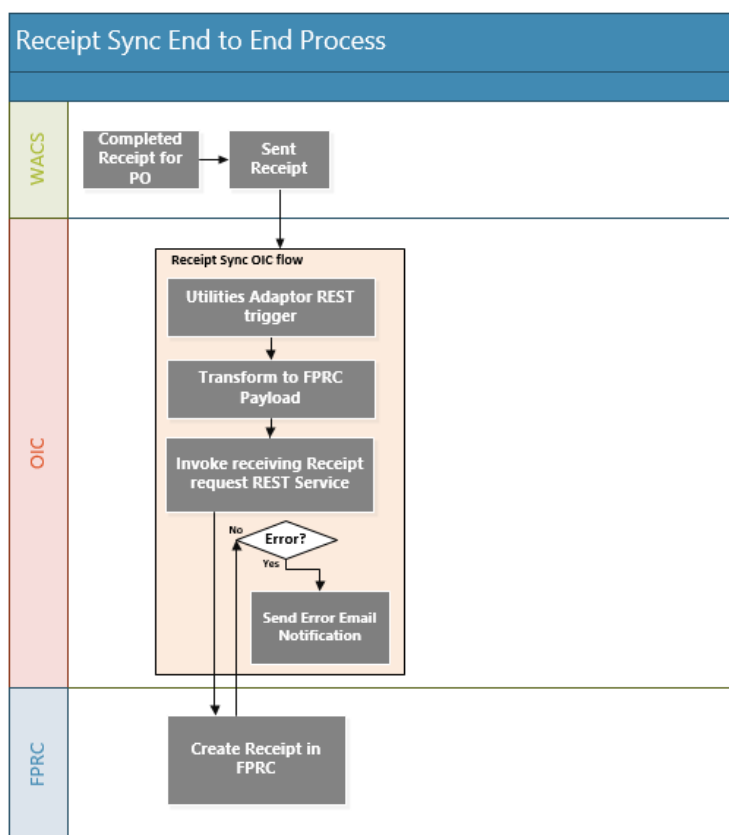 Receipt Sync End to End Process
WACS
Completed
Receipt for
PO
Sent
Receipt
OIC
Receipt Sync OIC flow
Utilities Adaptor REST
trigger
Transform to FPRC
Payload
Invoke receiving Receipt
request REST Service
No
Error?
Yes
Send Error Email
Notification
FPRC
Create Receipt in
FPRC